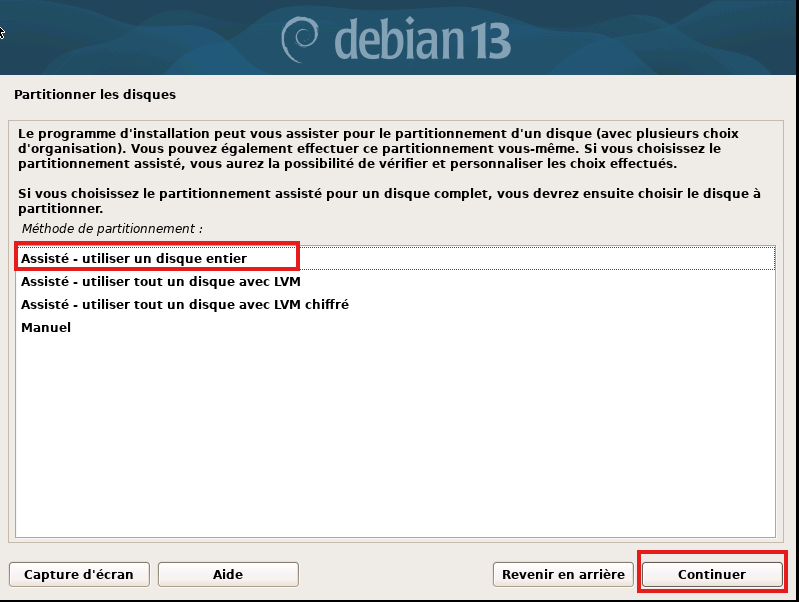 debian 13
Partitionner les disques
Le programme d'installation peut vous assister pour le partitionnement d'un disque (avec plusieurs choix
d'organisation). Vous pouvez également effectuer ce partitionnement vous-même. Si vous choisissez le
partitionnement assisté, vous aurez la possibilité de vérifier et personnaliser les choix effectués.
Si vous choisissez le partitionnement assisté pour un disque complet, vous devrez ensuite choisir le disque à
partitionner.
Méthode de partitionnement :
Assisté - utiliser un disque entier
Assisté - utiliser tout un disque avec LVM
Assisté - utiliser tout un disque avec LVM chiffré
Manuel
Capture d'écran Aide Revenir en arrière Continuer